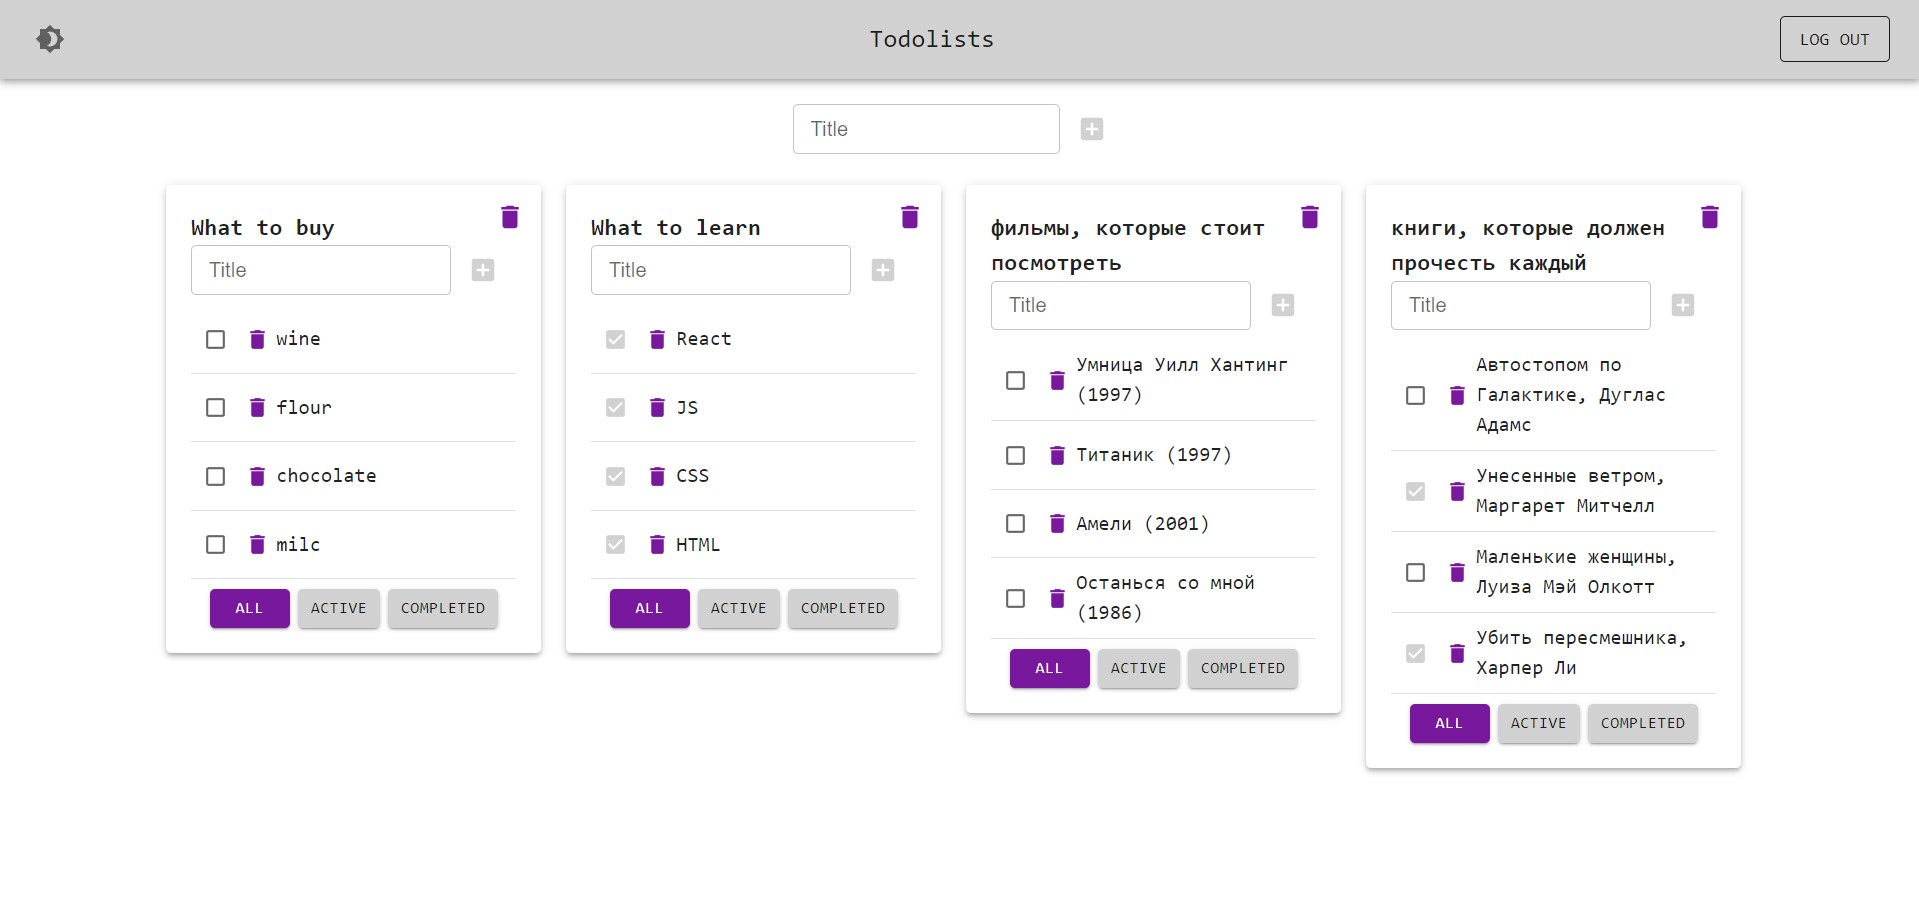 Todolists
LOG OUT
Title
What to buy
Title
wine
flour
chocolate
milc
ALL
ACTIVE
COMPLETED
What to learn
Title
React
JS
CSS
HTML
ALL
ACTIVE
COMPLETED
фильмы, которые стоит
посмотреть
Title
Умница Уилл Хантинг
(1997)
Титаник (1997)
Амели (2001)
Останься со мной
(1986)
ALL
ACTIVE
COMPLETED
книги, которые должен
прочесть каждый
Title
Автостопом по
Галактике, Дуглас
Адамс
Унесенные ветром,
Маргарет Митчелл
Маленькие женщины,
Луиза Мэй Олкотт
Убить пересмешника,
Харпер Ли
ALL
ACTIVE
COMPLETED